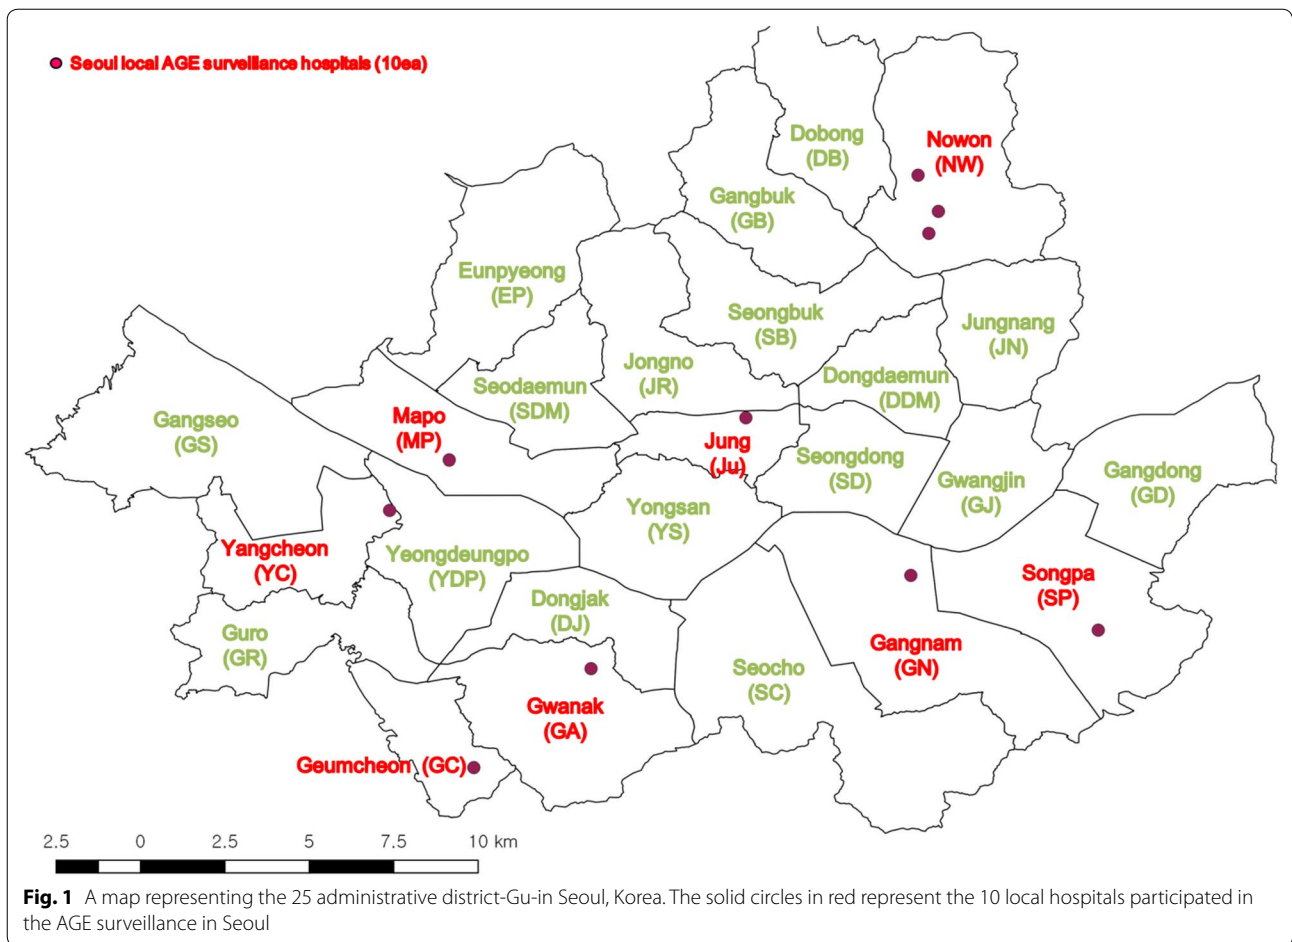 Seoul local AGE surveillance hospitals (10ea)
Dobong
(DB)
Nowon
(NW)
Gangbuk
(GB)
Eunpyeong
(EP)
Seongbuk
(SB)
Jungnang
(JN)
Jongno
(JR)
Dongdaemun
(DDM)
Seodaemun
(SDM)
Gangseo
(GS)
Mapo
(MP)
Jung
(Ju)
Seongdong
(SD)
Gwangjin
(GJ)
Gangdong
(GD)
Yongsan
(YS)
Yangcheon
(YC)
Yeongdeungpo
(YDP)
Songpa
(SP)
Dongjak
(DJ)
Guro
(GR)
Gangnam
(GN)
Seocho
(SC)
Gwanak
(GA)
Geumcheon (GC)
2.5 0 2.5 5 7.5 10 km
Fig. 1 A map representing the 25 administrative district-Gu-in Seoul, Korea. The solid circles in red represent the 10 local hospitals participated in
the AGE surveillance in Seoul